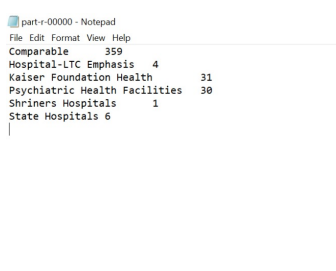 part-r-00000 - Notepad
File Edit Format View Help
Comparable 359
Hospital-LTC Emphasis 4
Kaiser Foundation Health 31
Psychiatric Health Facilities 30
Shriners Hospitals 1
State Hospitals 6